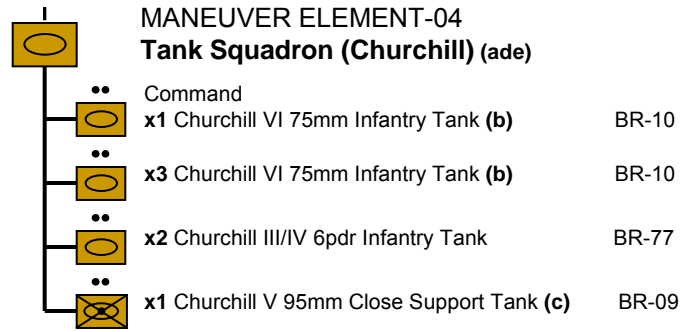 MANEUVER ELEMENT-04
Tank Squadron (Churchill) (ade)
Command
x1 Churchill VI 75mm Infantry Tank (b) BR-10
x3 Churchill VI 75mm Infantry Tank (b) BR-10
x2 Churchill III/IV 6pdr Infantry Tank BR-77
x1 Churchill V 95mm Close Support Tank (c) BR-09